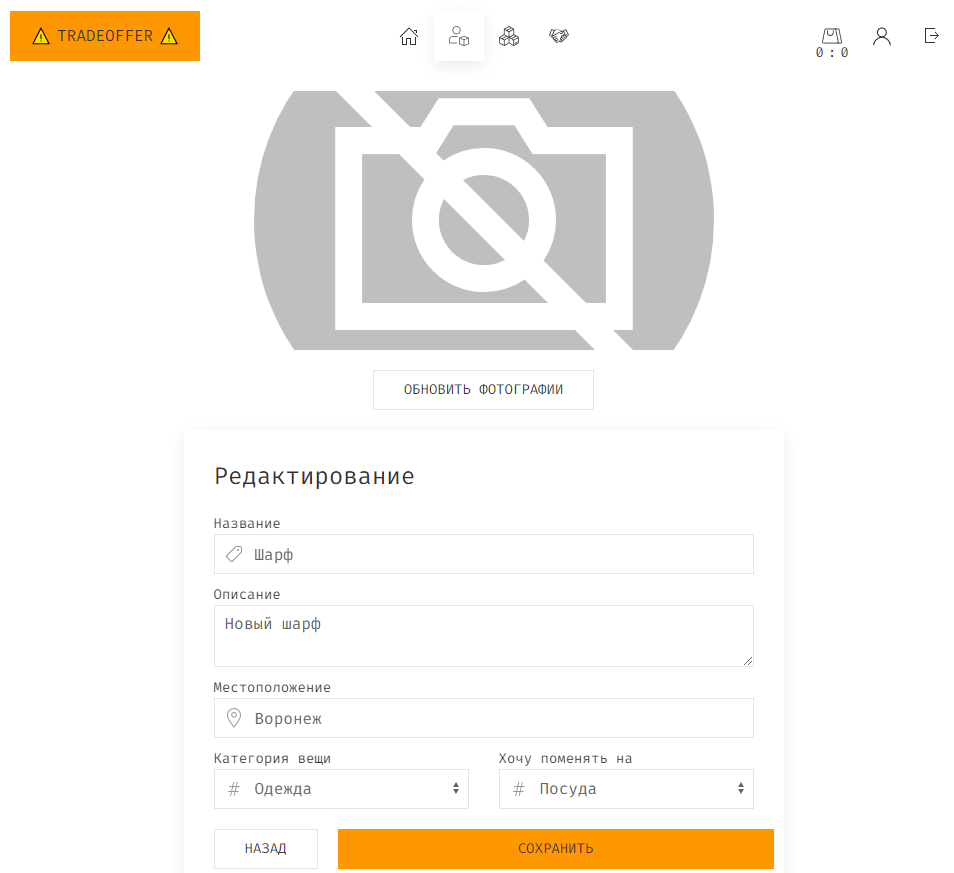 ⚠ TRADEOFFER ⚠
0 : 0
ОБНОВИТЬ ФОТОГРАФИИ
Редактирование
Название
Шарф
Описание
Новый шарф
Местоположение
Воронеж
Категория вещи Хочу поменять на
# Одежда # Посуда
НАЗАД СОХРАНИТЬ